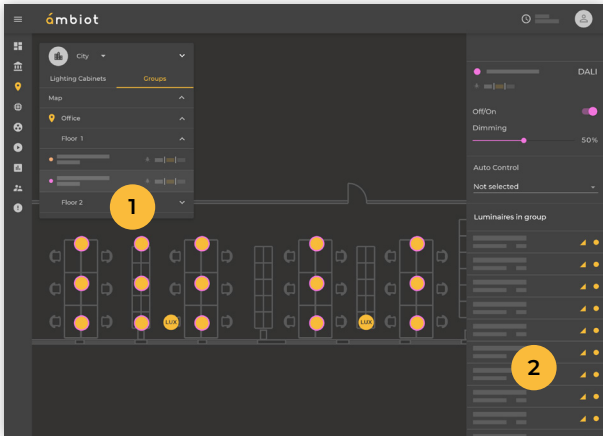 ámbiot
City
Lighting Cabinets
Groups
Map
Office
Floor 1
Floor 2
1
LUX
LUX
DALI
Off/On
Dimming
50%
Auto Control
Not selected
Luminaires in group
2